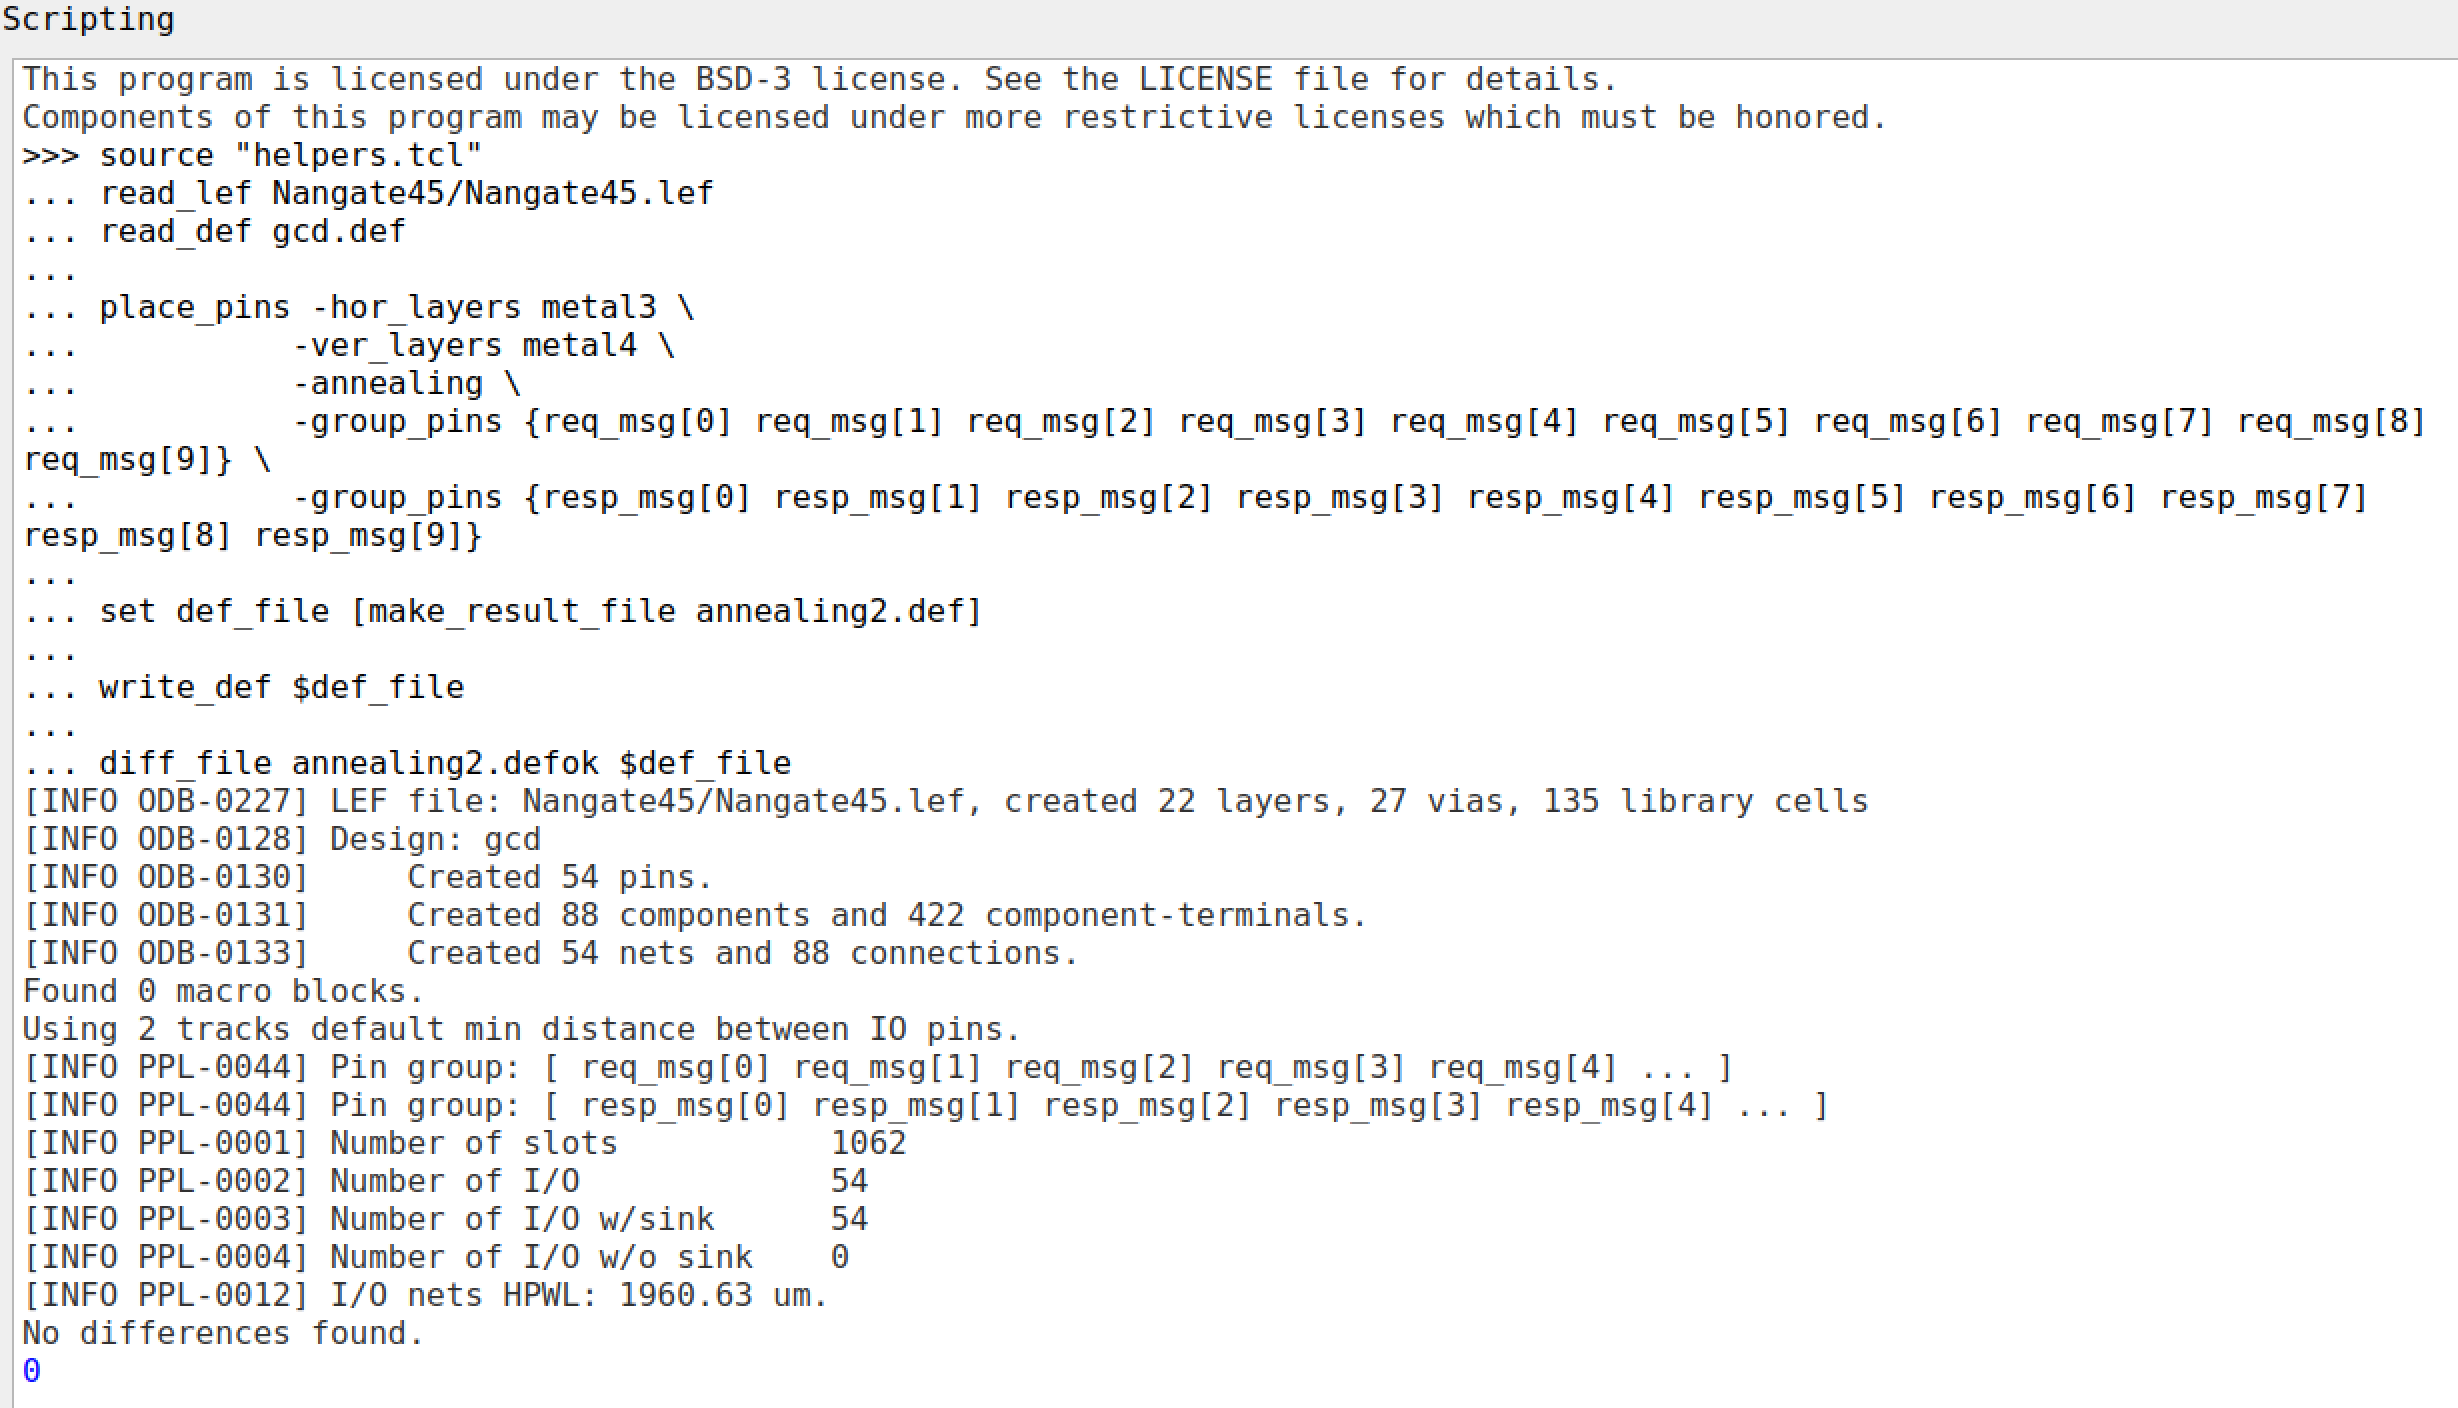 Scripting
This program is licensed under the BSD-3 license. See the LICENSE file for details.
Components of this program may be licensed under more restrictive licenses which must be honored.
>>> source "helpers.tcl"
... read_lef Nangate45/Nangate45.lef
... read_def gcd.def
...
... place_pins -hor_layers metal3 \
...           -ver_layers metal4 \
...           -annealing \
...           -group_pins {req_msg[0] req_msg[1] req_msg[2] req_msg[3] req_msg[4] req_msg[5] req_msg[6] req_msg[7] req_msg[8]
req_msg[9]} \
...           -group_pins {resp_msg[0] resp_msg[1] resp_msg[2] resp_msg[3] resp_msg[4] resp_msg[5] resp_msg[6] resp_msg[7]
resp_msg[8] resp_msg[9]}
...
... set def_file [make_result_file annealing2.def]
...
... write_def $def_file
...
... diff_file annealing2.defok $def_file
[INFO ODB-0227] LEF file: Nangate45/Nangate45.lef, created 22 layers, 27 vias, 135 library cells
[INFO ODB-0128] Design: gcd
[INFO ODB-0130]     Created 54 pins.
[INFO ODB-0131]     Created 88 components and 422 component-terminals.
[INFO ODB-0133]     Created 54 nets and 88 connections.
Found 0 macro blocks.
Using 2 tracks default min distance between IO pins.
[INFO PPL-0044] Pin group: [ req_msg[0] req_msg[1] req_msg[2] req_msg[3] req_msg[4] ... ]
[INFO PPL-0044] Pin group: [ resp_msg[0] resp_msg[1] resp_msg[2] resp_msg[3] resp_msg[4] ... ]
[INFO PPL-0001] Number of slots           1062
[INFO PPL-0002] Number of I/O             54
[INFO PPL-0003] Number of I/O w/sink      54
[INFO PPL-0004] Number of I/O w/o sink    0
[INFO PPL-0012] I/O nets HPWL: 1960.63 um.
No differences found.
0